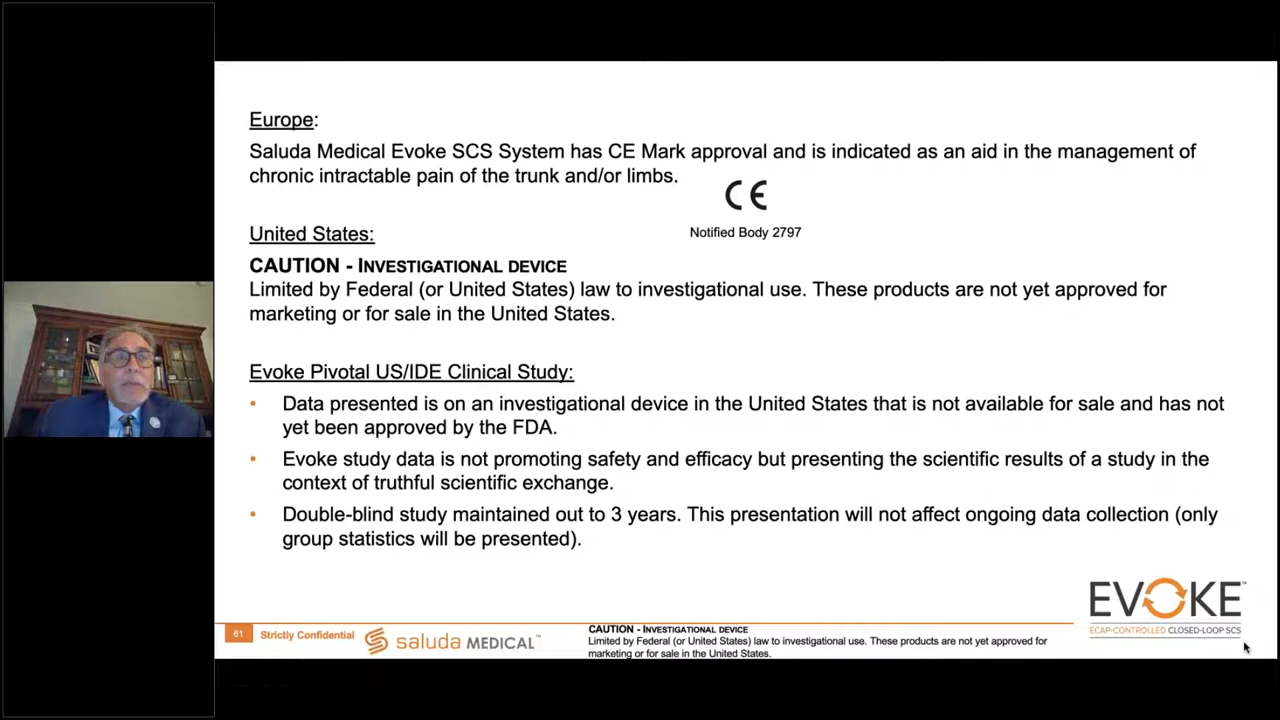 Europe:
Saluda Medical Evoke SCS System has CE Mark approval and is indicated as an aid in the management of
chronic intractable pain of the trunk and/or limbs.
CE
Notified Body 2797
United States:
CAUTION - INVESTIGATIONAL DEVICE
Limited by Federal (or United States) law to investigational use. These products are not yet approved for
marketing or for sale in the United States.
Evoke Pivotal US/IDE Clinical Study:
• Data presented is on an investigational device in the United States that is not available for sale and has not
yet been approved by the FDA.
• Evoke study data is not promoting safety and efficacy but presenting the scientific results of a study in the
context of truthful scientific exchange.
• Double-blind study maintained out to 3 years. This presentation will not affect ongoing data collection (only
group statistics will be presented).
EVOKE™
ECAP-CONTROLLED CLOSED-LOOP SCS
61 Strictly Confidential
saluda MEDICAL™
CAUTION - INVESTIGATIONAL DEVICE
Limited by Federal (or United States) law to investigational use. These products are not yet approved for
marketing or for sale in the United States.